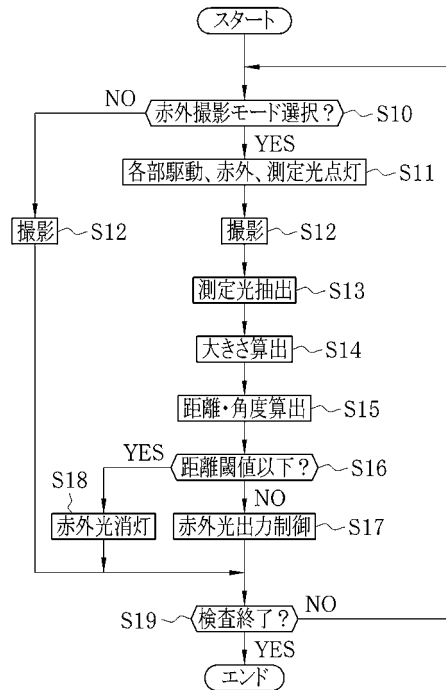 スタート
NO
赤外撮影モード選択?
S10
YES
各部駆動、赤外、測定光点灯
S11
撮影
S12
撮影
S12
測定光抽出
S13
大きさ算出
S14
距離・角度算出
S15
YES
距離閾値以下?
S16
S18
NO
赤外光消灯
赤外光出力制御
S17
S19
検査終了?
NO
YES
エンド